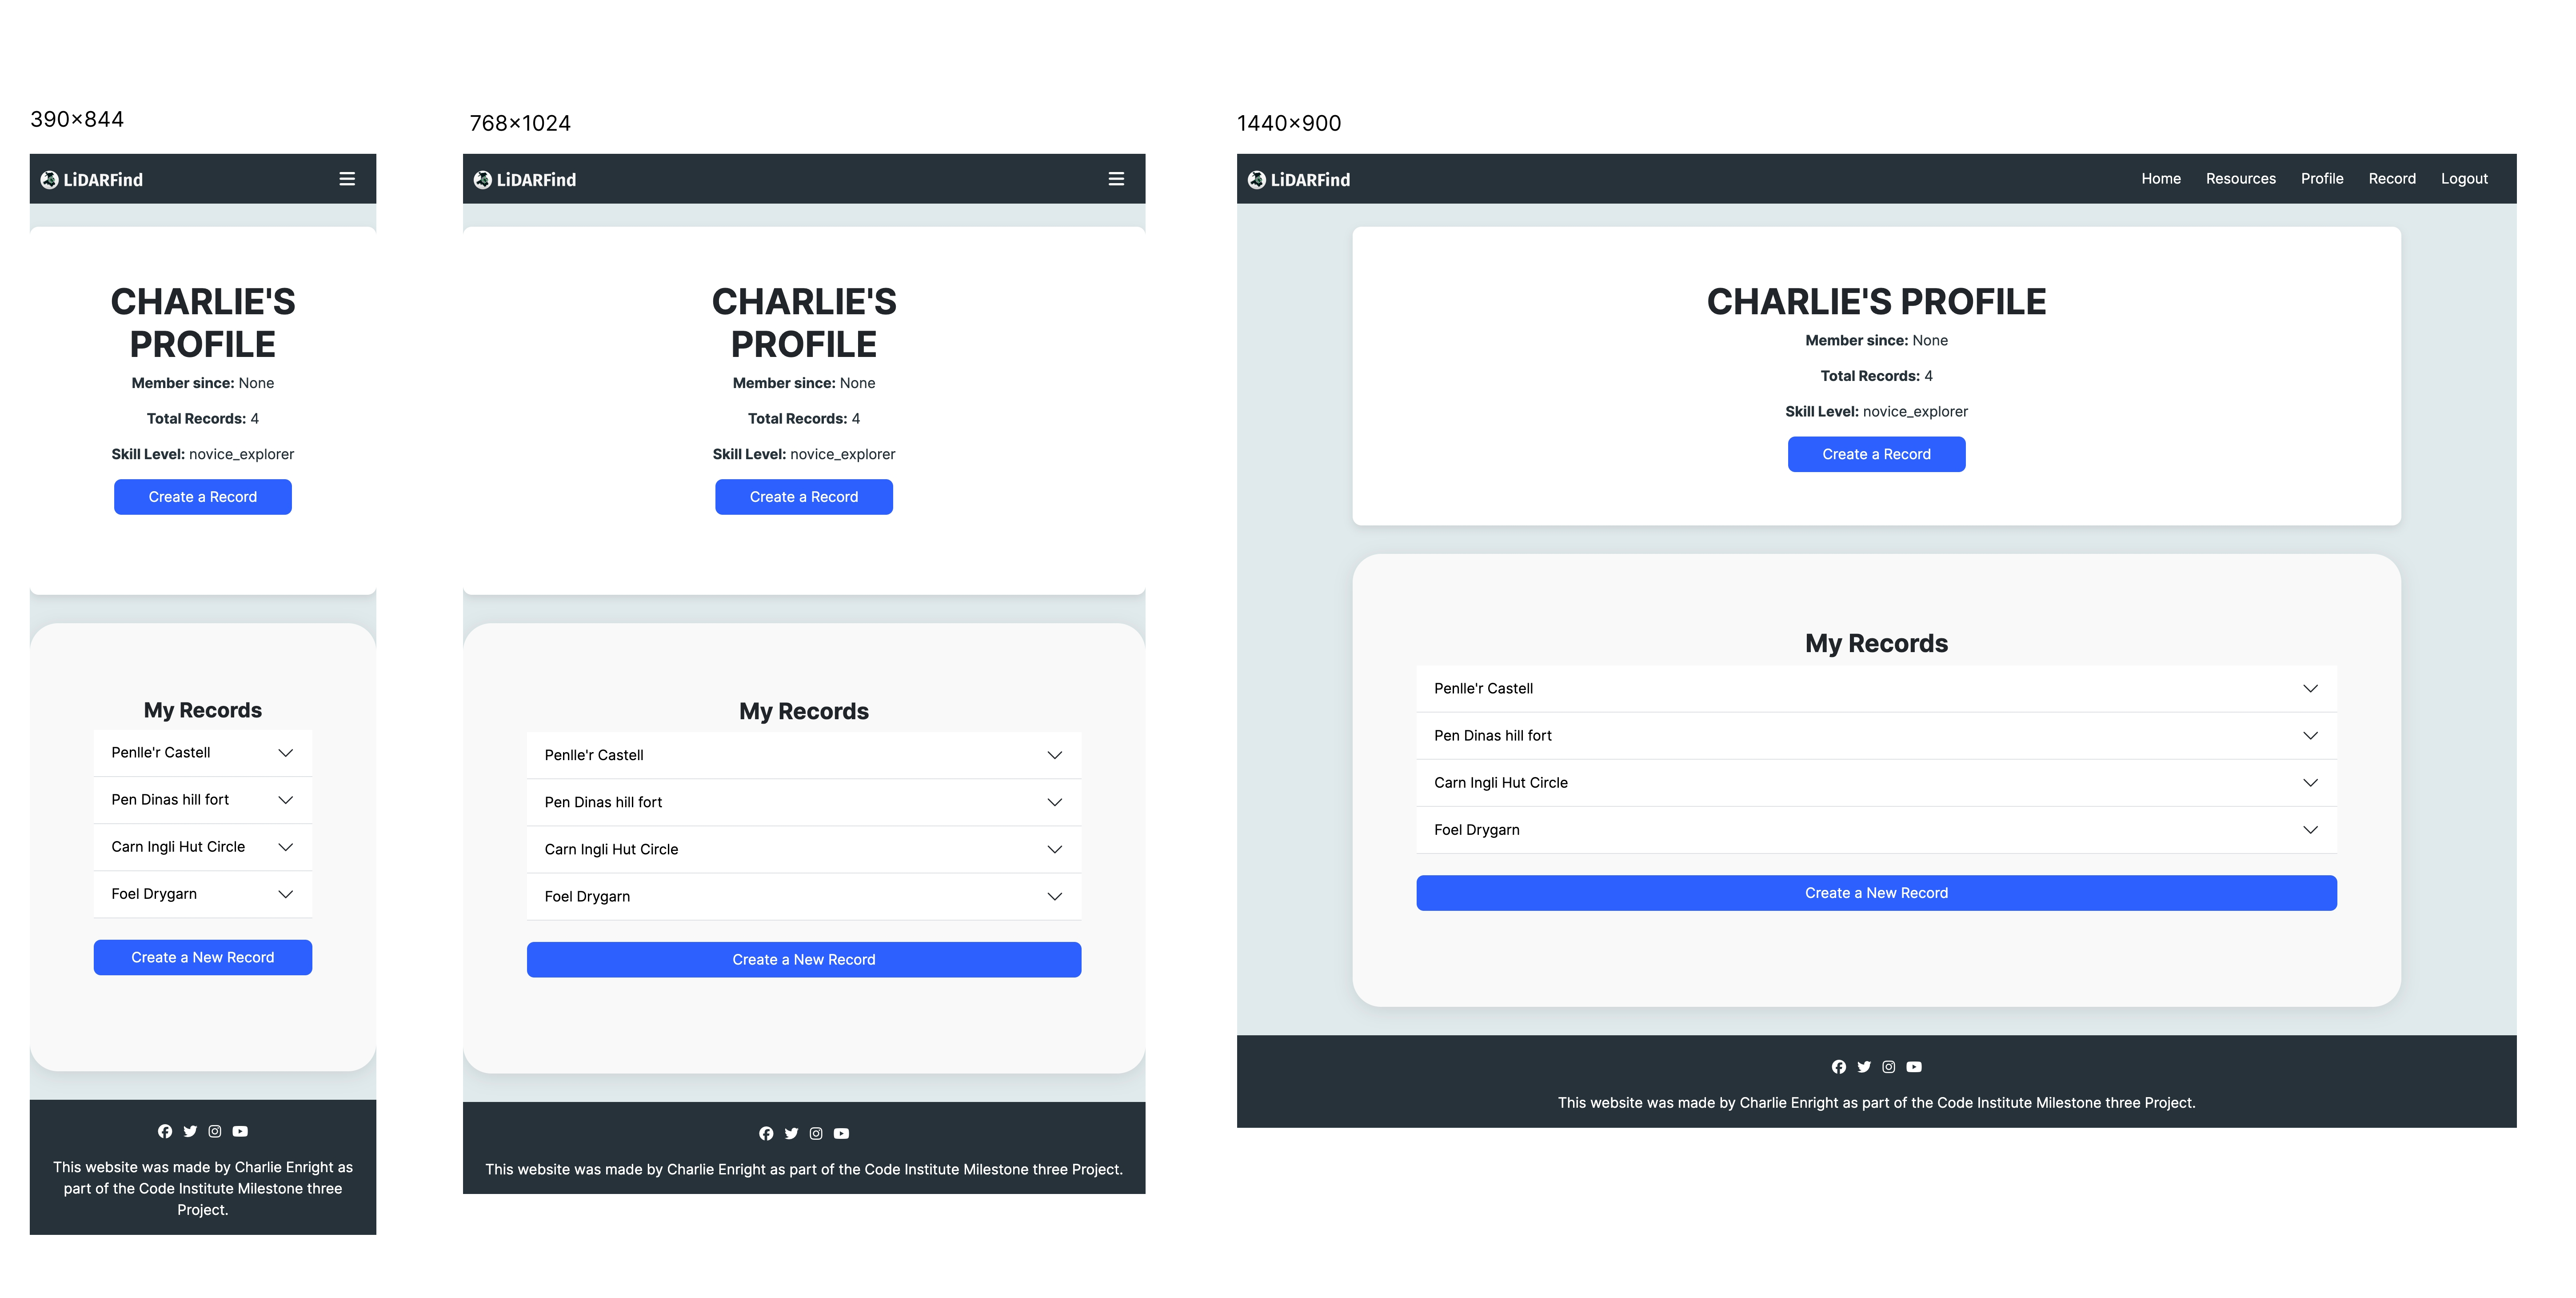 390×844
LiDARFind
CHARLIE'S
PROFILE
Member since: None
Total Records: 4
Skill Level: novice_explorer
Create a Record
My Records
Penlle'r Castell
Pen Dinas hill fort
Carn Ingli Hut Circle
Foel Drygarn
Create a New Record
This website was made by Charlie Enright as
part of the Code Institute Milestone three
Project.
768×1024
LiDARFind
CHARLIE'S
PROFILE
Member since: None
Total Records: 4
Skill Level: novice_explorer
Create a Record
My Records
Penlle'r Castell
Pen Dinas hill fort
Carn Ingli Hut Circle
Foel Drygarn
Create a New Record
This website was made by Charlie Enright as part of the Code Institute Milestone three Project.
1440×900
LiDARFind Home Resources Profile Record Logout
CHARLIE'S PROFILE
Member since: None
Total Records: 4
Skill Level: novice_explorer
Create a Record
My Records
Penlle'r Castell
Pen Dinas hill fort
Carn Ingli Hut Circle
Foel Drygarn
Create a New Record
This website was made by Charlie Enright as part of the Code Institute Milestone three Project.